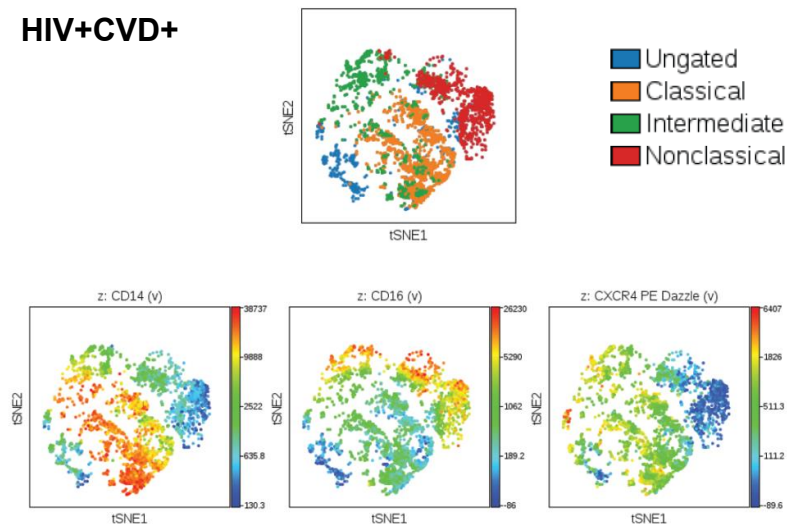 HIV+CVD+
tSNE2
tSNE1
Ungated
Classical
Intermediate
Nonclassical
z: CD14 (v)
38737
9888
2522
635.8
130.3
tSNE2
tSNE1
z: CD16 (v)
26230
5290
1062
189.2
-86
tSNE2
tSNE1
z: CXCR4 PE Dazzle (v)
6407
1826
511.3
111.2
-89.6
tSNE2
tSNE1